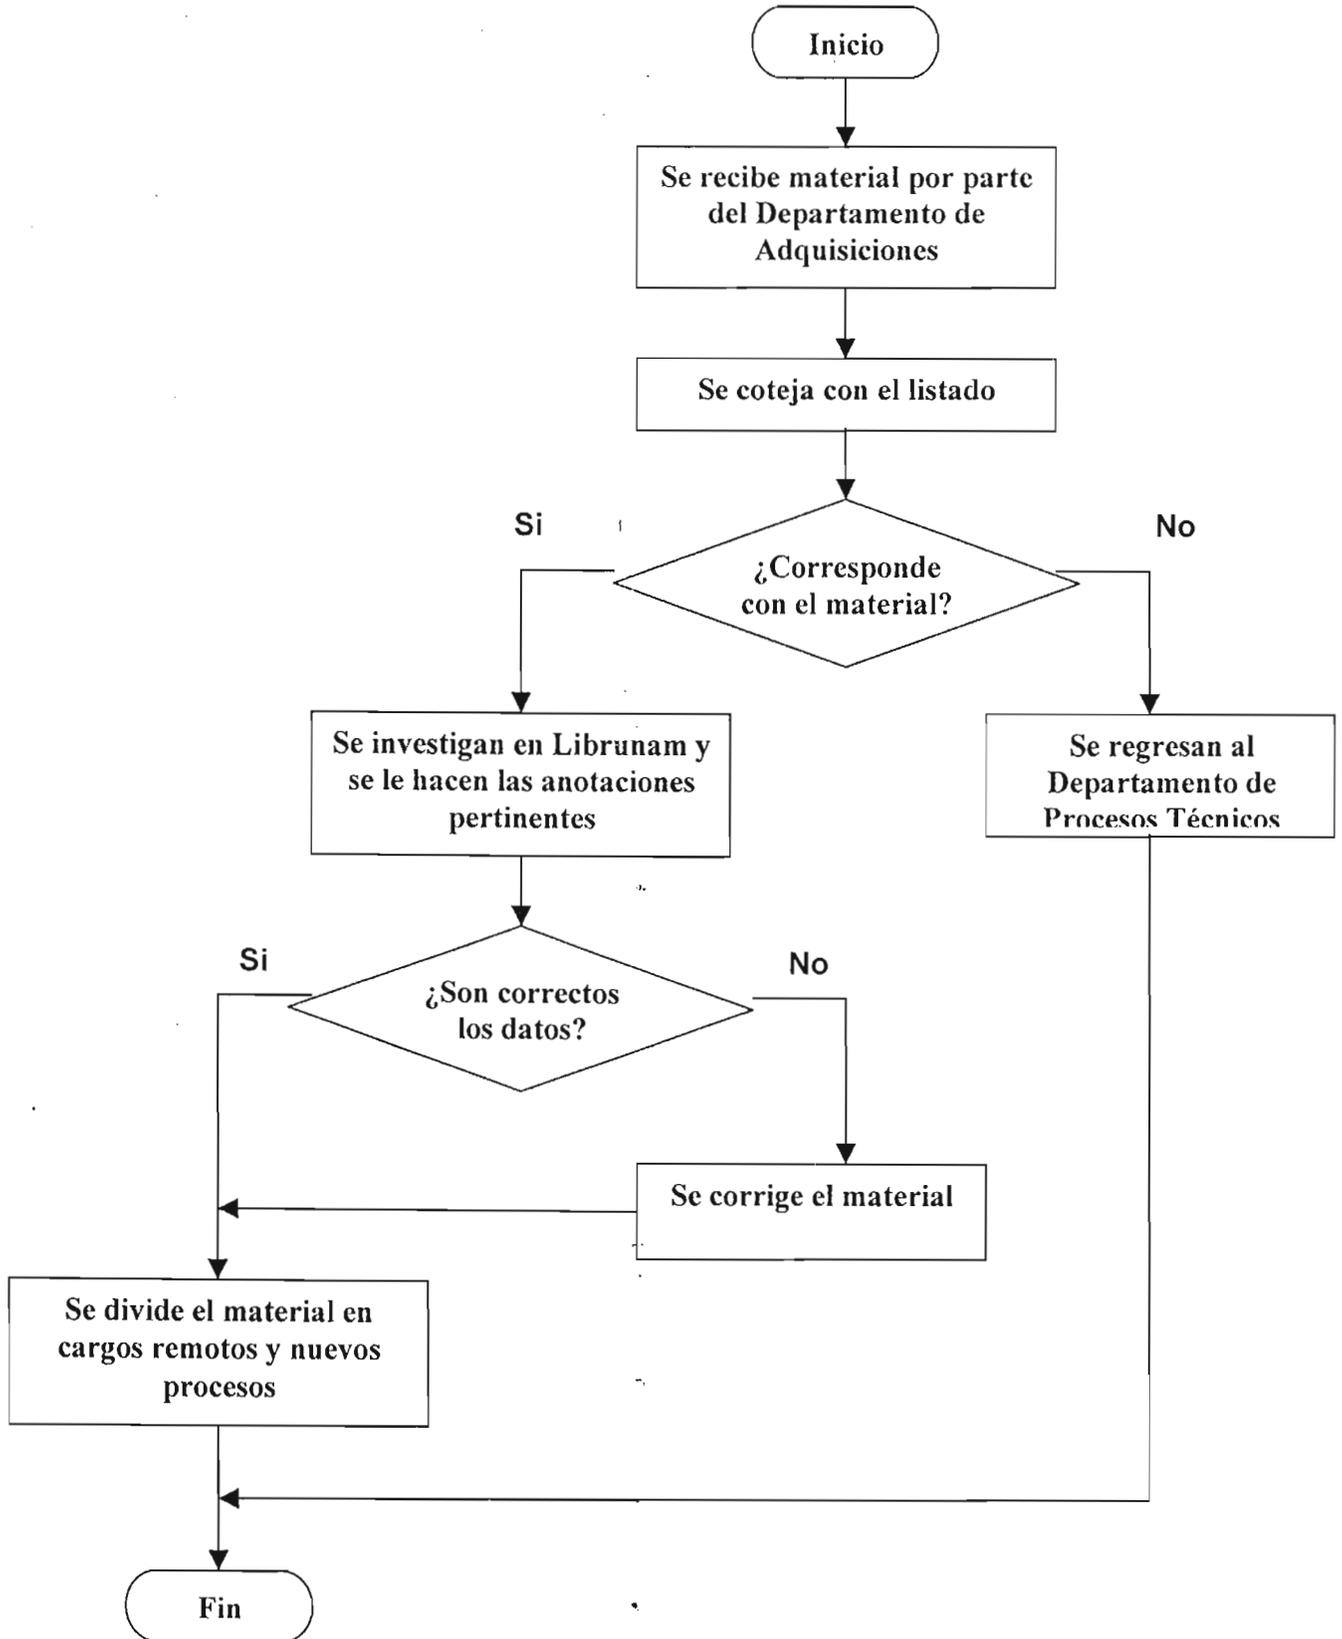 Inicio
Se recibe material por parte
del Departamento de
Adquisiciones
Se coteja con el listado
Si
No
¿Corresponde
con el material?
Se investigan en Librunam y
se le hacen las anotaciones
pertinentes
Se regresan al
Departamento de
Procesos Técnicos
Si
No
¿Son correctos
los datos?
Se corrige el material
Se divide el material en
cargos remotos y nuevos
procesos
Fin